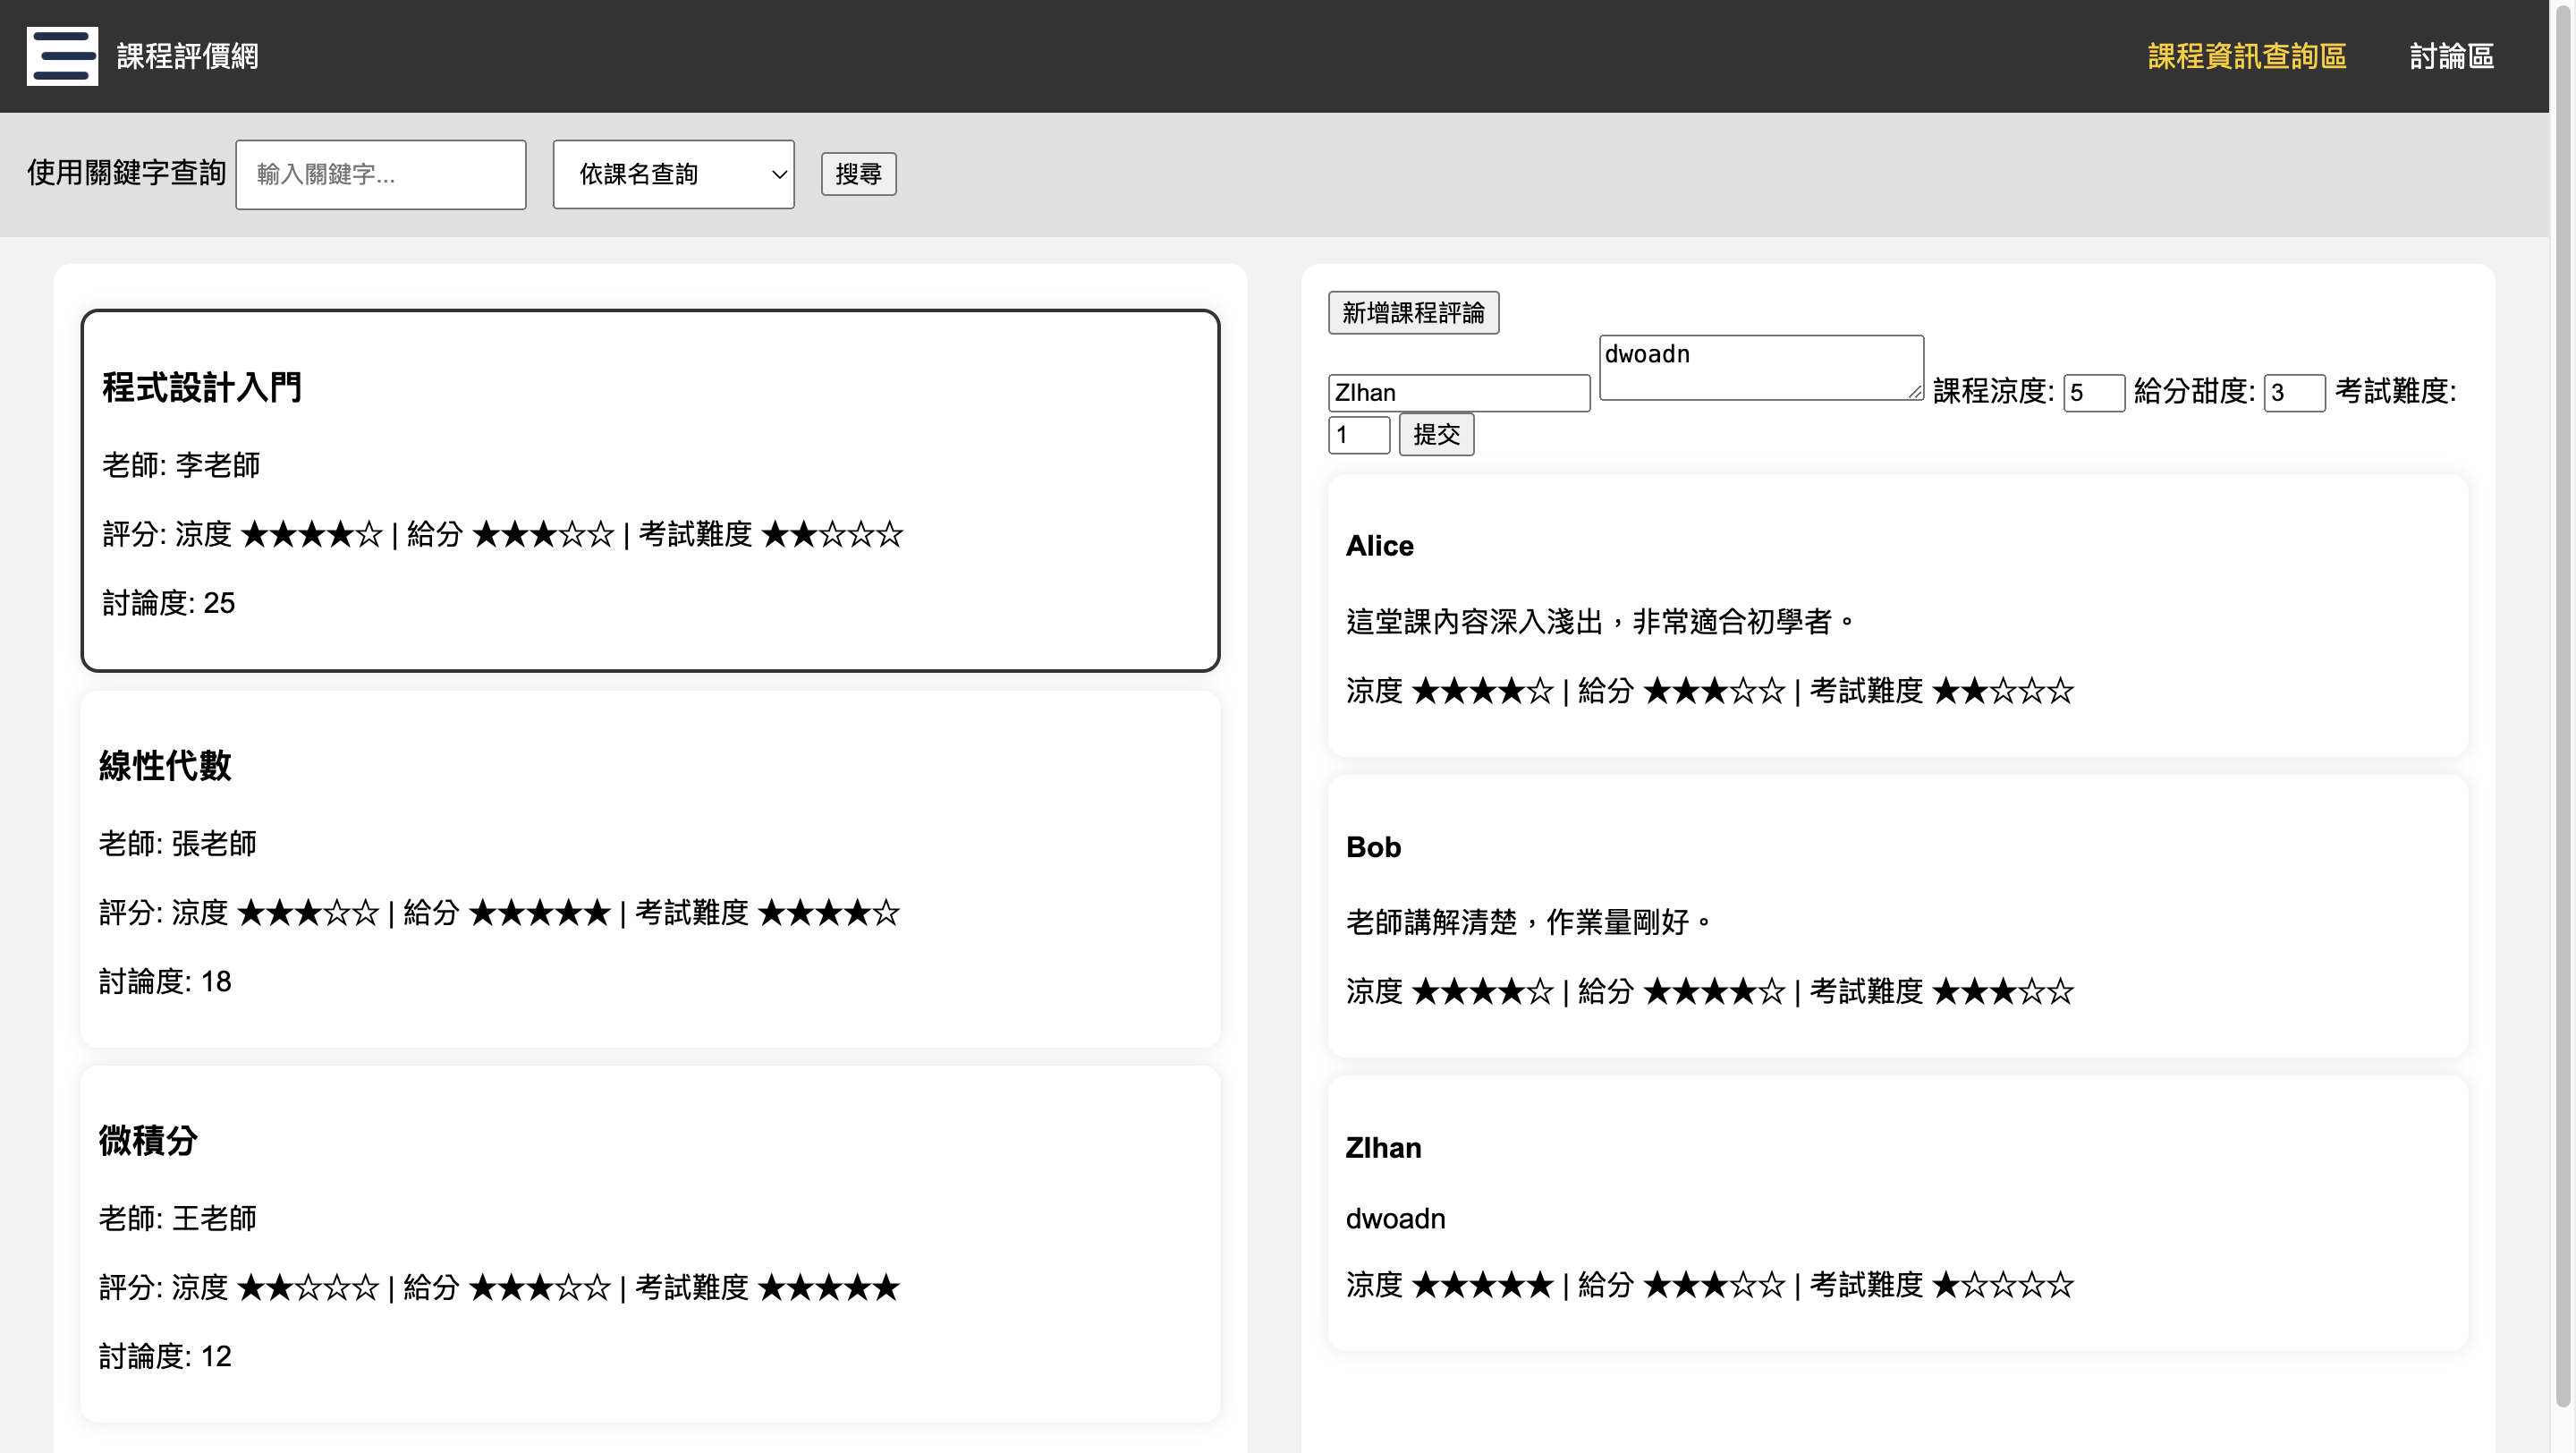 課程評價網
課程資訊查詢區 討論區
使用關鍵字查詢 輸入關鍵字... 依課名查詢 搜尋
程式設計入門
老師: 李老師
評分: 涼度 ★★★★☆ | 給分 ★★★☆☆ | 考試難度 ★★☆☆☆
討論度: 25
線性代數
老師: 張老師
評分: 涼度 ★★★☆☆ | 給分 ★★★★★ | 考試難度 ★★★★☆
討論度: 18
微積分
老師: 王老師
評分: 涼度 ★★☆☆☆ | 給分 ★★★☆☆ | 考試難度 ★★★★★
討論度: 12
新增課程評論
Zlhan dwoadn 課程涼度: 5 給分甜度: 3 考試難度:
1 提交
Alice
這堂課內容深入淺出，非常適合初學者。
涼度 ★★★★☆ | 給分 ★★★☆☆ | 考試難度 ★★☆☆☆
Bob
老師講解清楚，作業量剛好。
涼度 ★★★★☆ | 給分 ★★★★☆ | 考試難度 ★★★☆☆
Zlhan
dwoadn
涼度 ★★★★★ | 給分 ★★★☆☆ | 考試難度 ★☆☆☆☆